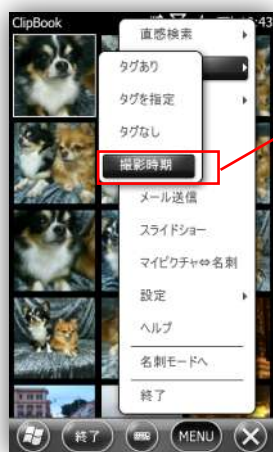 ClipBook
:43
直感検索
タグあり
タグを指定
タグなし
撮影時期
メール送信
スライドショー
マイピクチャ⇔名刺
設定
ヘルプ
名刺モードへ
終了
終了
MENU